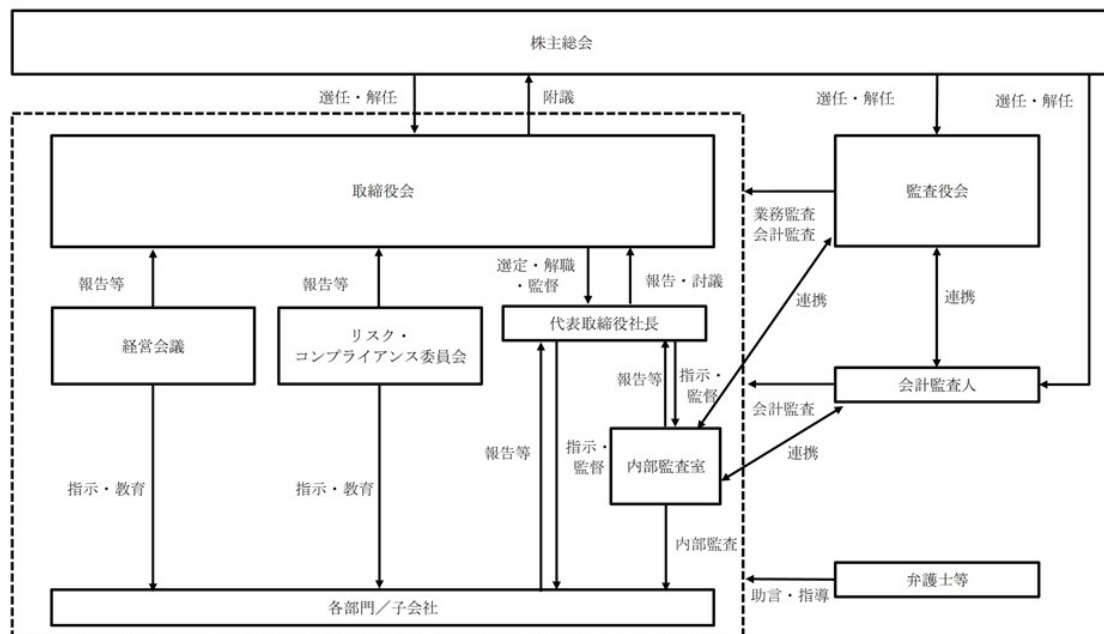 株主総会
選任・解任
附議
選任・解任
選任・解任
取締役会
監査役会
業務監査
会計監査
報告等
報告等
選定・解職
・監督
報告・討議
連携
連携
経営会議
リスク・
コンプライアンス委員会
代表取締役社長
報告等
指示・
監督
会計監査人
会計監査
報告等
指示・
監督
内部監査室
連携
指示・教育
指示・教育
内部監査
各部門／子会社
弁護士等
助言・指導